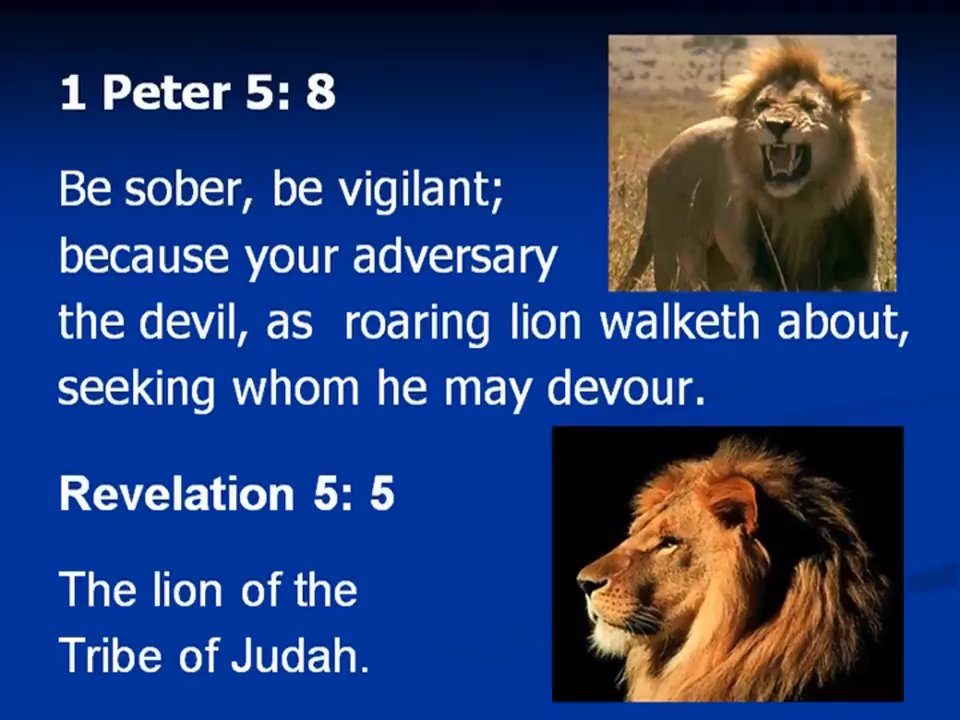 1 Peter 5: 8
Be sober, be vigilant;
because your adversary
the devil, as  roaring lion walketh about,
seeking whom he may devour.
Revelation 5: 5
The lion of the
Tribe of Judah.